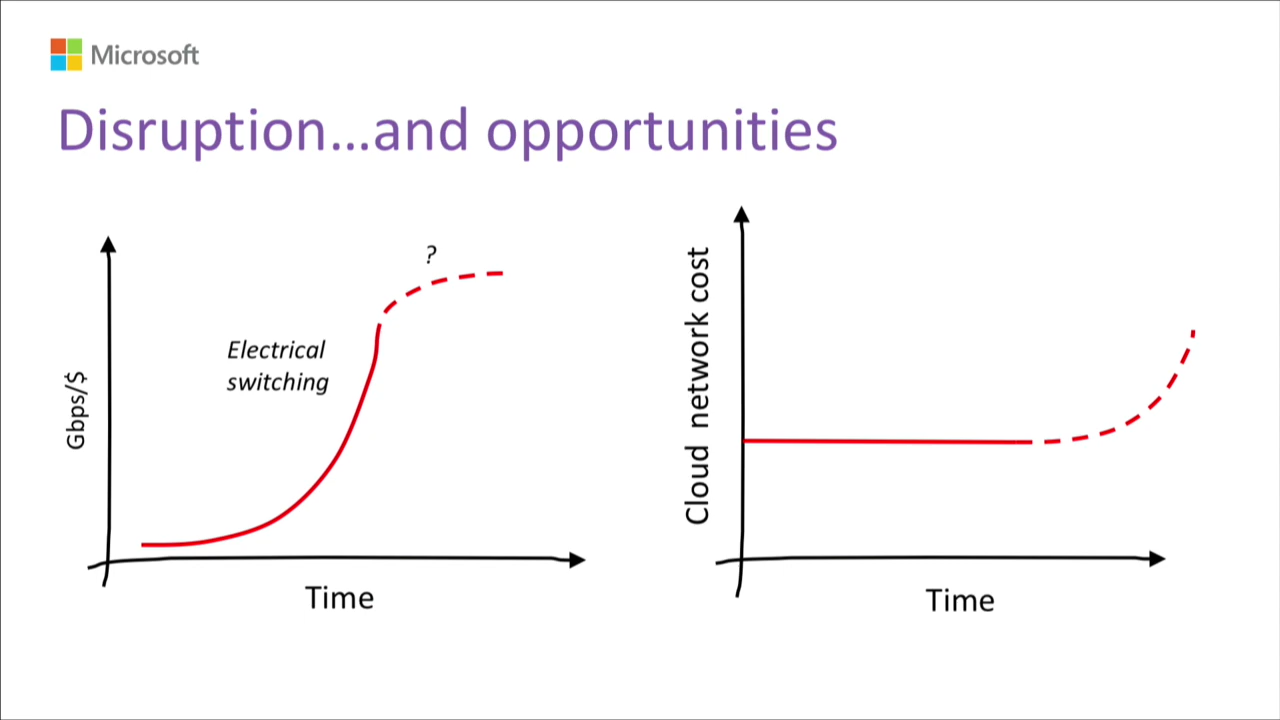 Microsoft
Disruption...and opportunities
?
Electrical
switching
Gbps/$
Time
Cloud network cost
Time